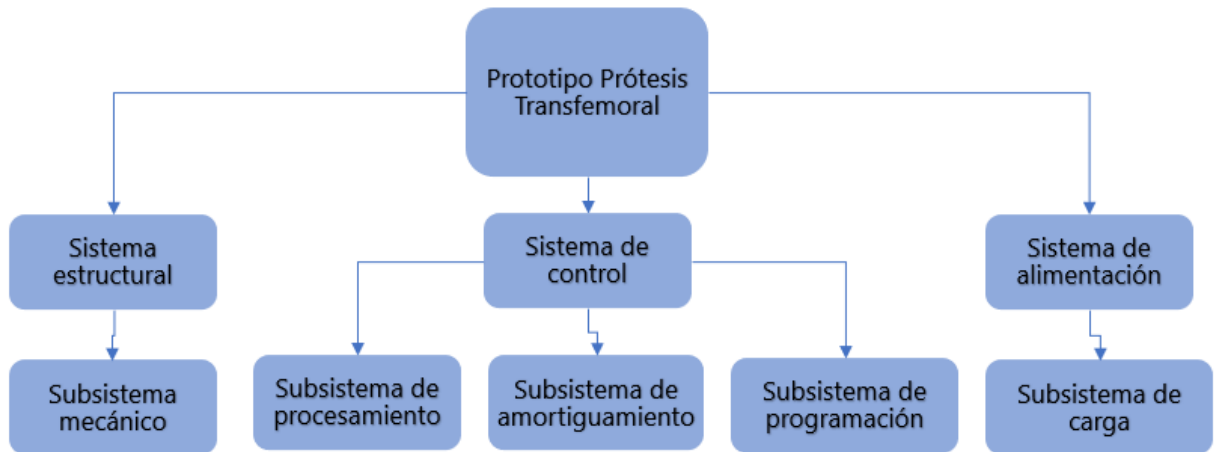 Prototipo Prótesis
Transfemoral
Sistema
estructural
Sistema de
control
Sistema de
alimentación
Subsistema
mecánico
Subsistema de
procesamiento
Subsistema de
amortiguamiento
Subsistema de
programación
Subsistema de
carga